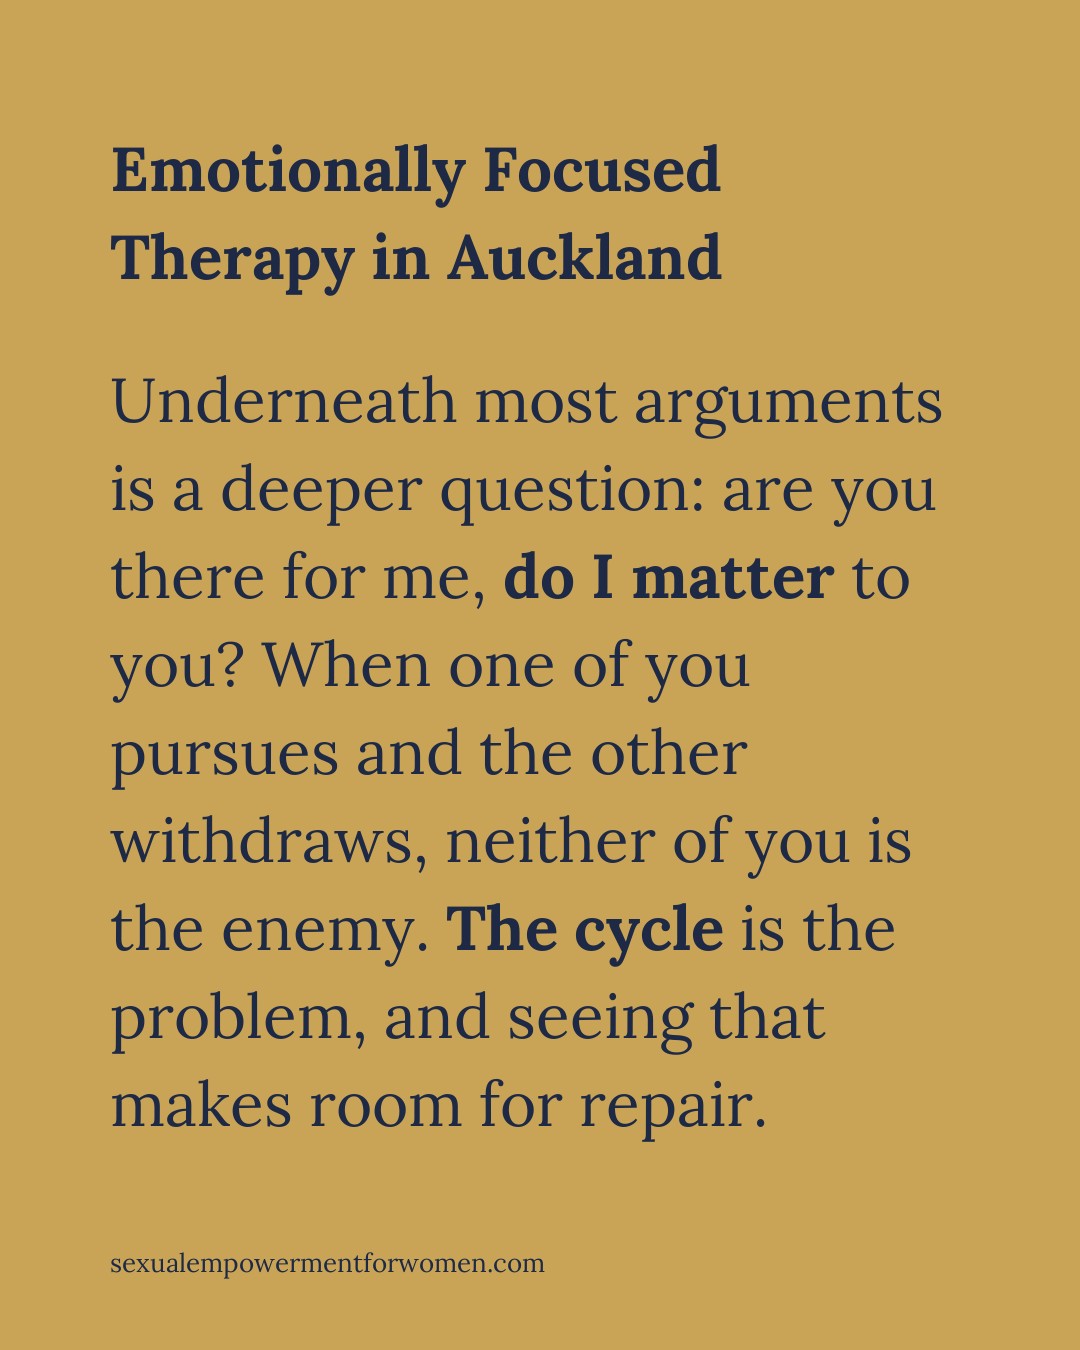 Emotionally Focused
Therapy in Auckland
Underneath most arguments
is a deeper question: are you
there for me, do I matter to
you? When one of you
pursues and the other
withdraws, neither of you is
the enemy. The cycle is the
problem, and seeing that
makes room for repair.
sexualempowermentforwomen.com